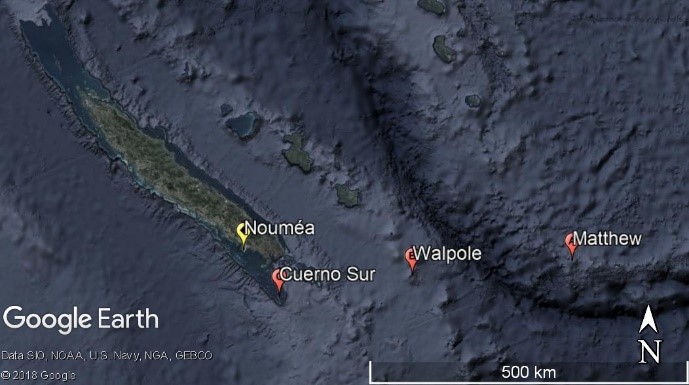 Nouméa
Matthew
Walpole
Cuerno Sur
Google Earth
N
Data SIO, NOAA, U.S. Navy, NGA, GEBCO
500 km
© 2018 Google